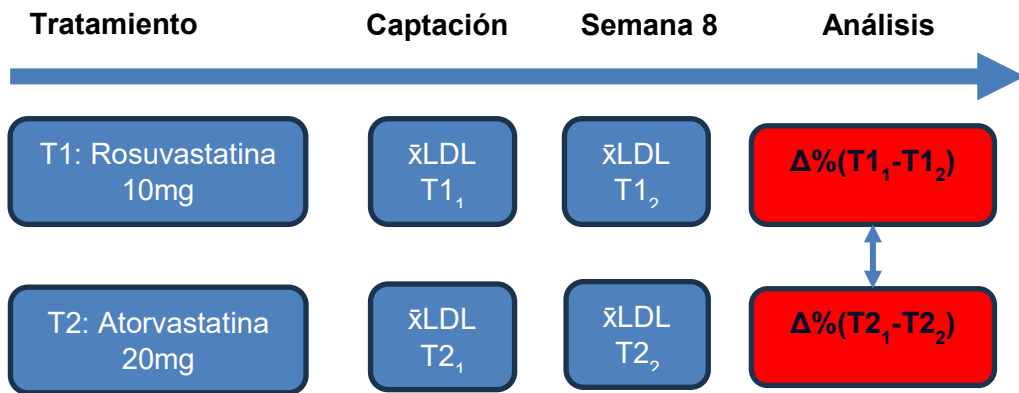 Tratamiento Captación Semana 8 Análisis
T1: Rosuvastatina
10mg
x̄LDL
T1₁
x̄LDL
T1₂
Δ%(T1₁-T1₂)
T2: Atorvastatina
20mg
x̄LDL
T2₁
x̄LDL
T2₂
Δ%(T2₁-T2₂)